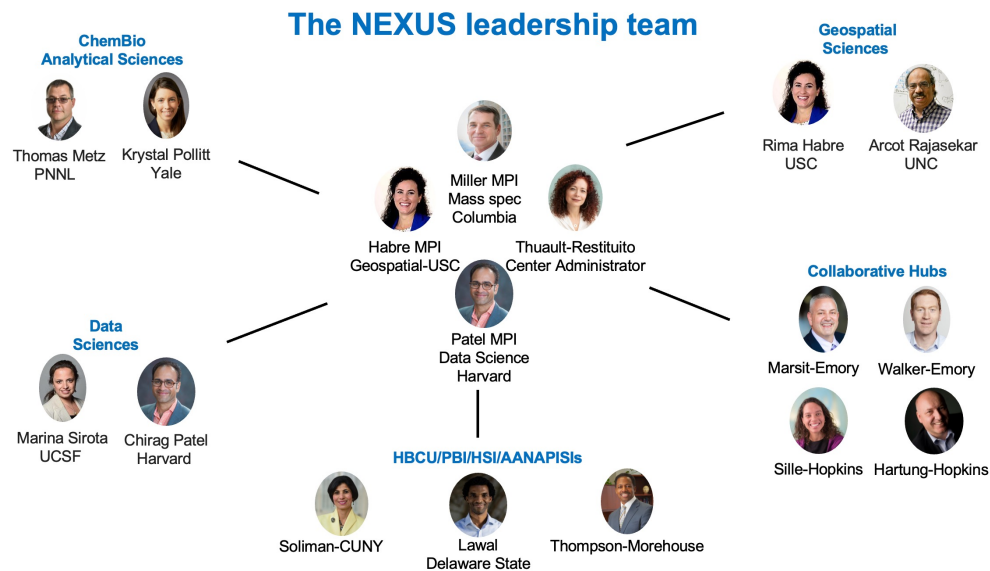 The NEXUS leadership team
ChemBio
Analytical Sciences
Thomas Metz
PNNL
Krystal Pollitt
Yale
Geospatial
Sciences
Rima Habre
USC
Arcot Rajasekar
UNC
Miller MPI
Mass spec
Columbia
Habre MPI
Geospatial-USC
Thuault-Restituito
Center Administrator
Patel MPI
Data Science
Harvard
Data
Sciences
Marina Sirota
UCSF
Chirag Patel
Harvard
Collaborative Hubs
Marsit-Emory
Walker-Emory
Sille-Hopkins
Hartung-Hopkins
HBCU/PBI/HSI/AANAPISIs
Soliman-CUNY
Lawal
Delaware State
Thompson-Morehouse